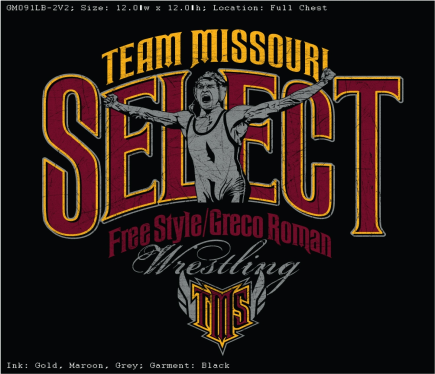 GM091LB-2V2; Size: 12.0"w x 12.0"h; Location: Full Chest
TEAM MISSOURI
SELECT
Free Style/Greco Roman
Wrestling
TMS
Ink: Gold, Maroon, Grey; Garment: Black